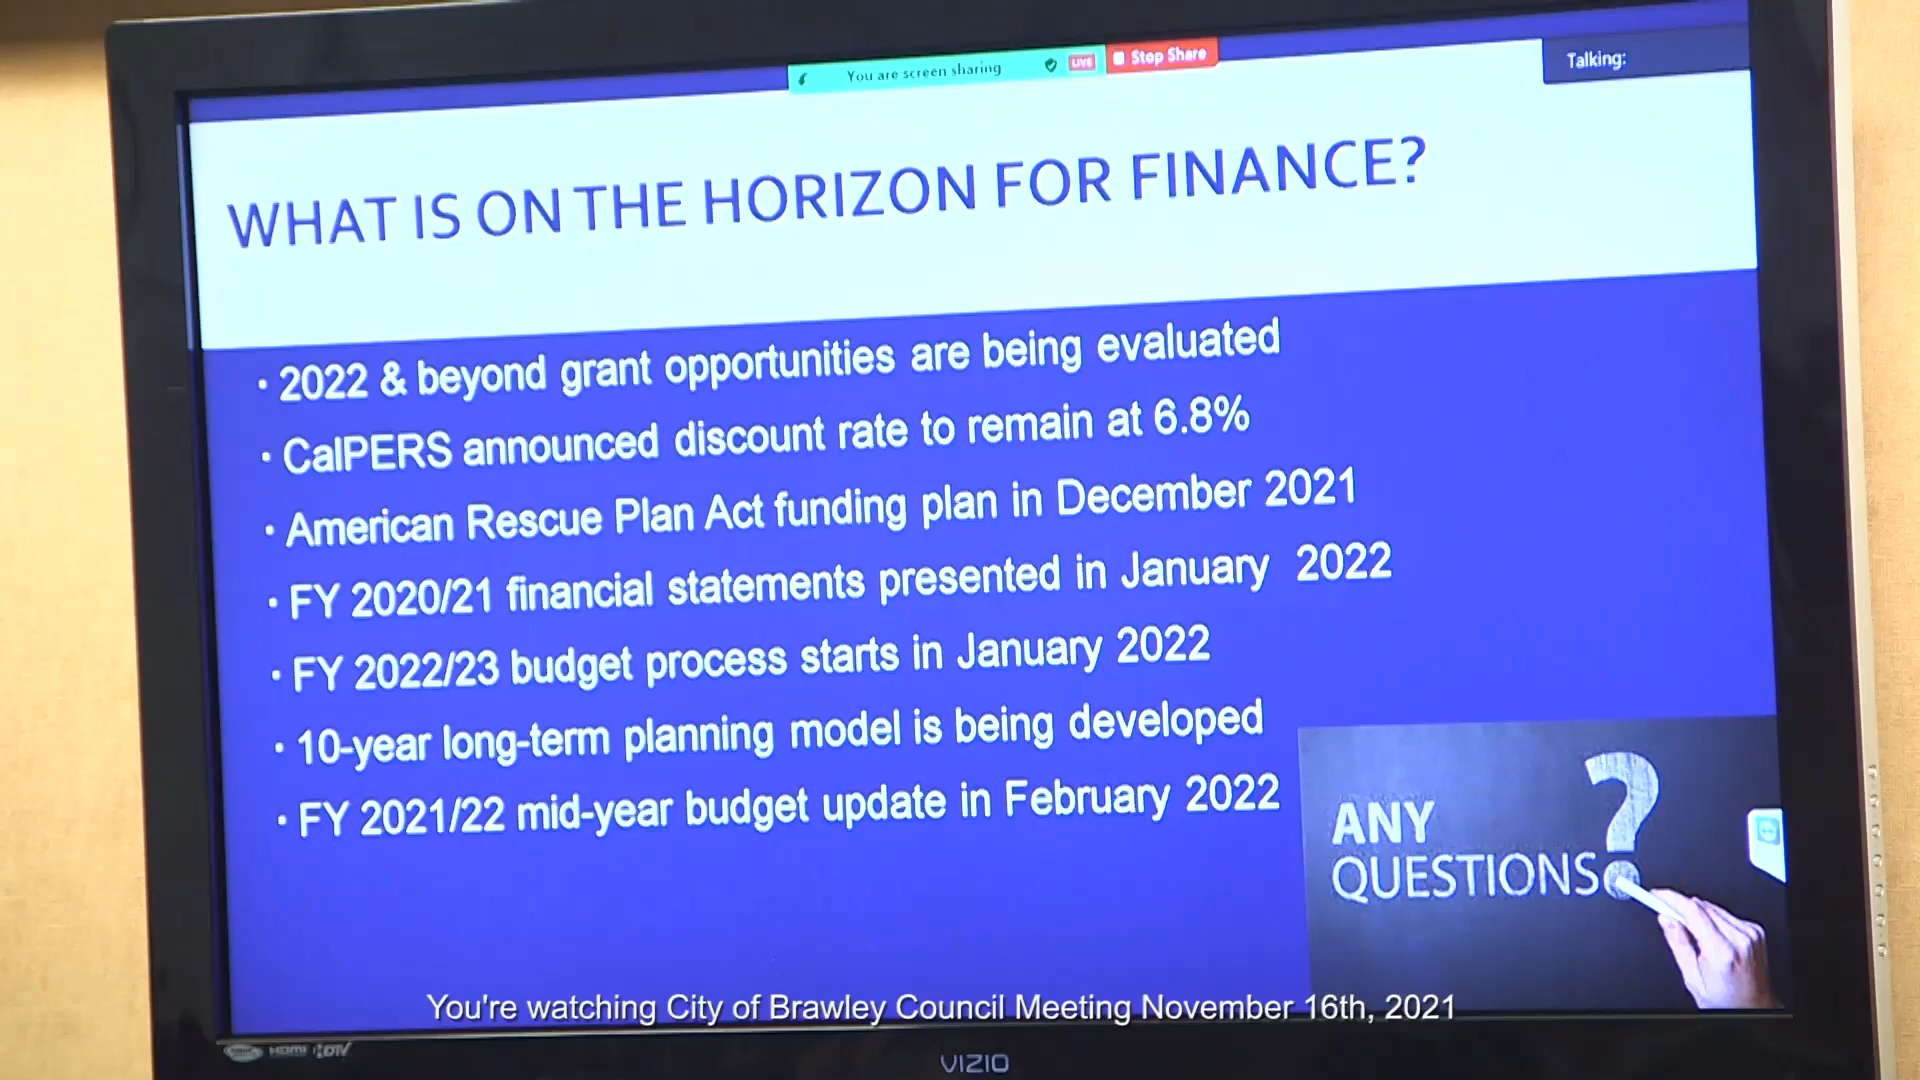 You are screen sharing
LIVE
Stop Share
Talking:
WHAT IS ON THE HORIZON FOR FINANCE?
• 2022 & beyond grant opportunities are being evaluated
• CalPERS announced discount rate to remain at 6.8%
• American Rescue Plan Act funding plan in December 2021
• FY 2020/21 financial statements presented in January 2022
• FY 2022/23 budget process starts in January 2022
• 10-year long-term planning model is being developed
• FY 2021/22 mid-year budget update in February 2022
ANY
QUESTIONS?
You're watching City of Brawley Council Meeting November 16th, 2021
HDMI HDTV
VIZIO